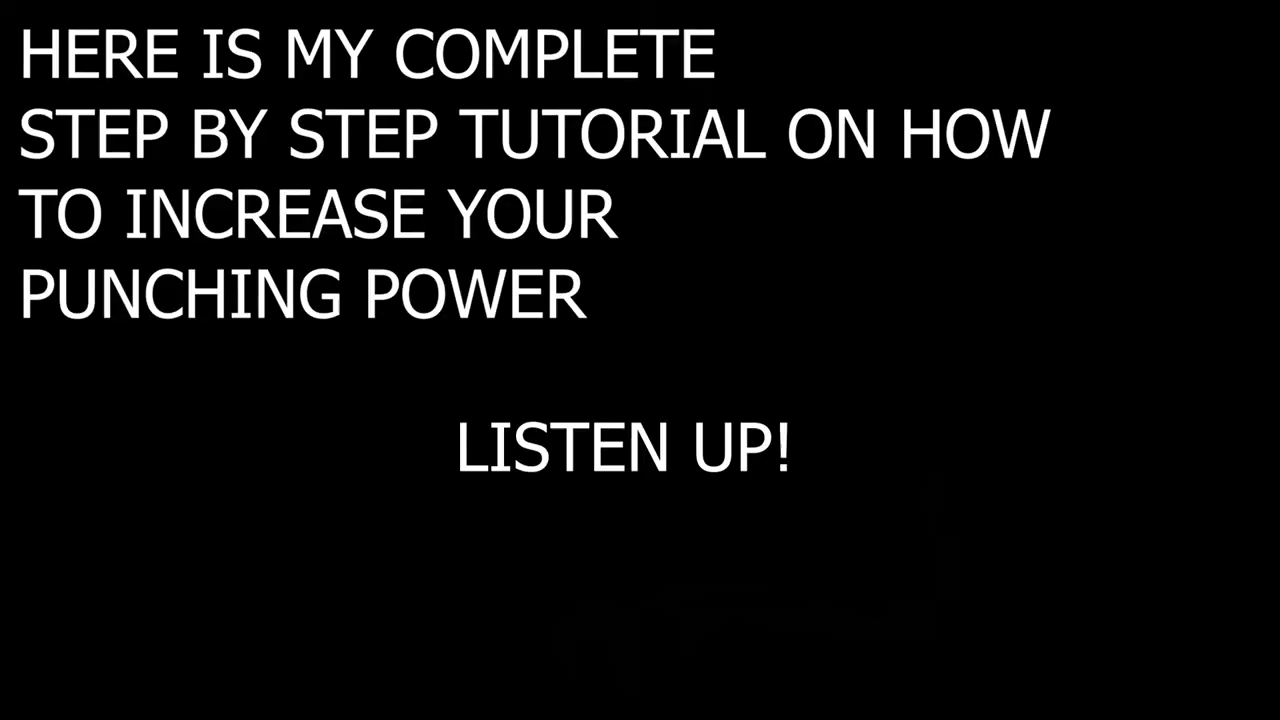 HERE IS MY COMPLETE
STEP BY STEP TUTORIAL ON HOW
TO INCREASE YOUR
PUNCHING POWER
LISTEN UP!